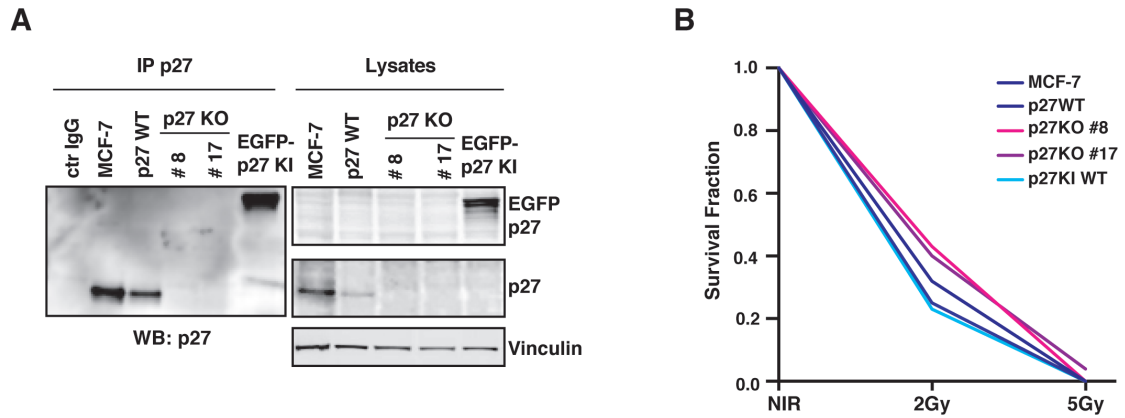 A
IP p27
Lysates
ctr IgG
MCF-7
p27 WT
p27 KO
# 8
# 17
EGFP-
p27 KI
MCF-7
p27 WT
p27 KO
# 8
# 17
EGFP-
p27 KI
EGFP
p27
p27
WB: p27
Vinculin
B
Survival Fraction
1.0
0.8
0.6
0.4
0.2
0.0
NIR
2Gy
5Gy
MCF-7
p27WT
p27KO #8
p27KO #17
p27KI WT